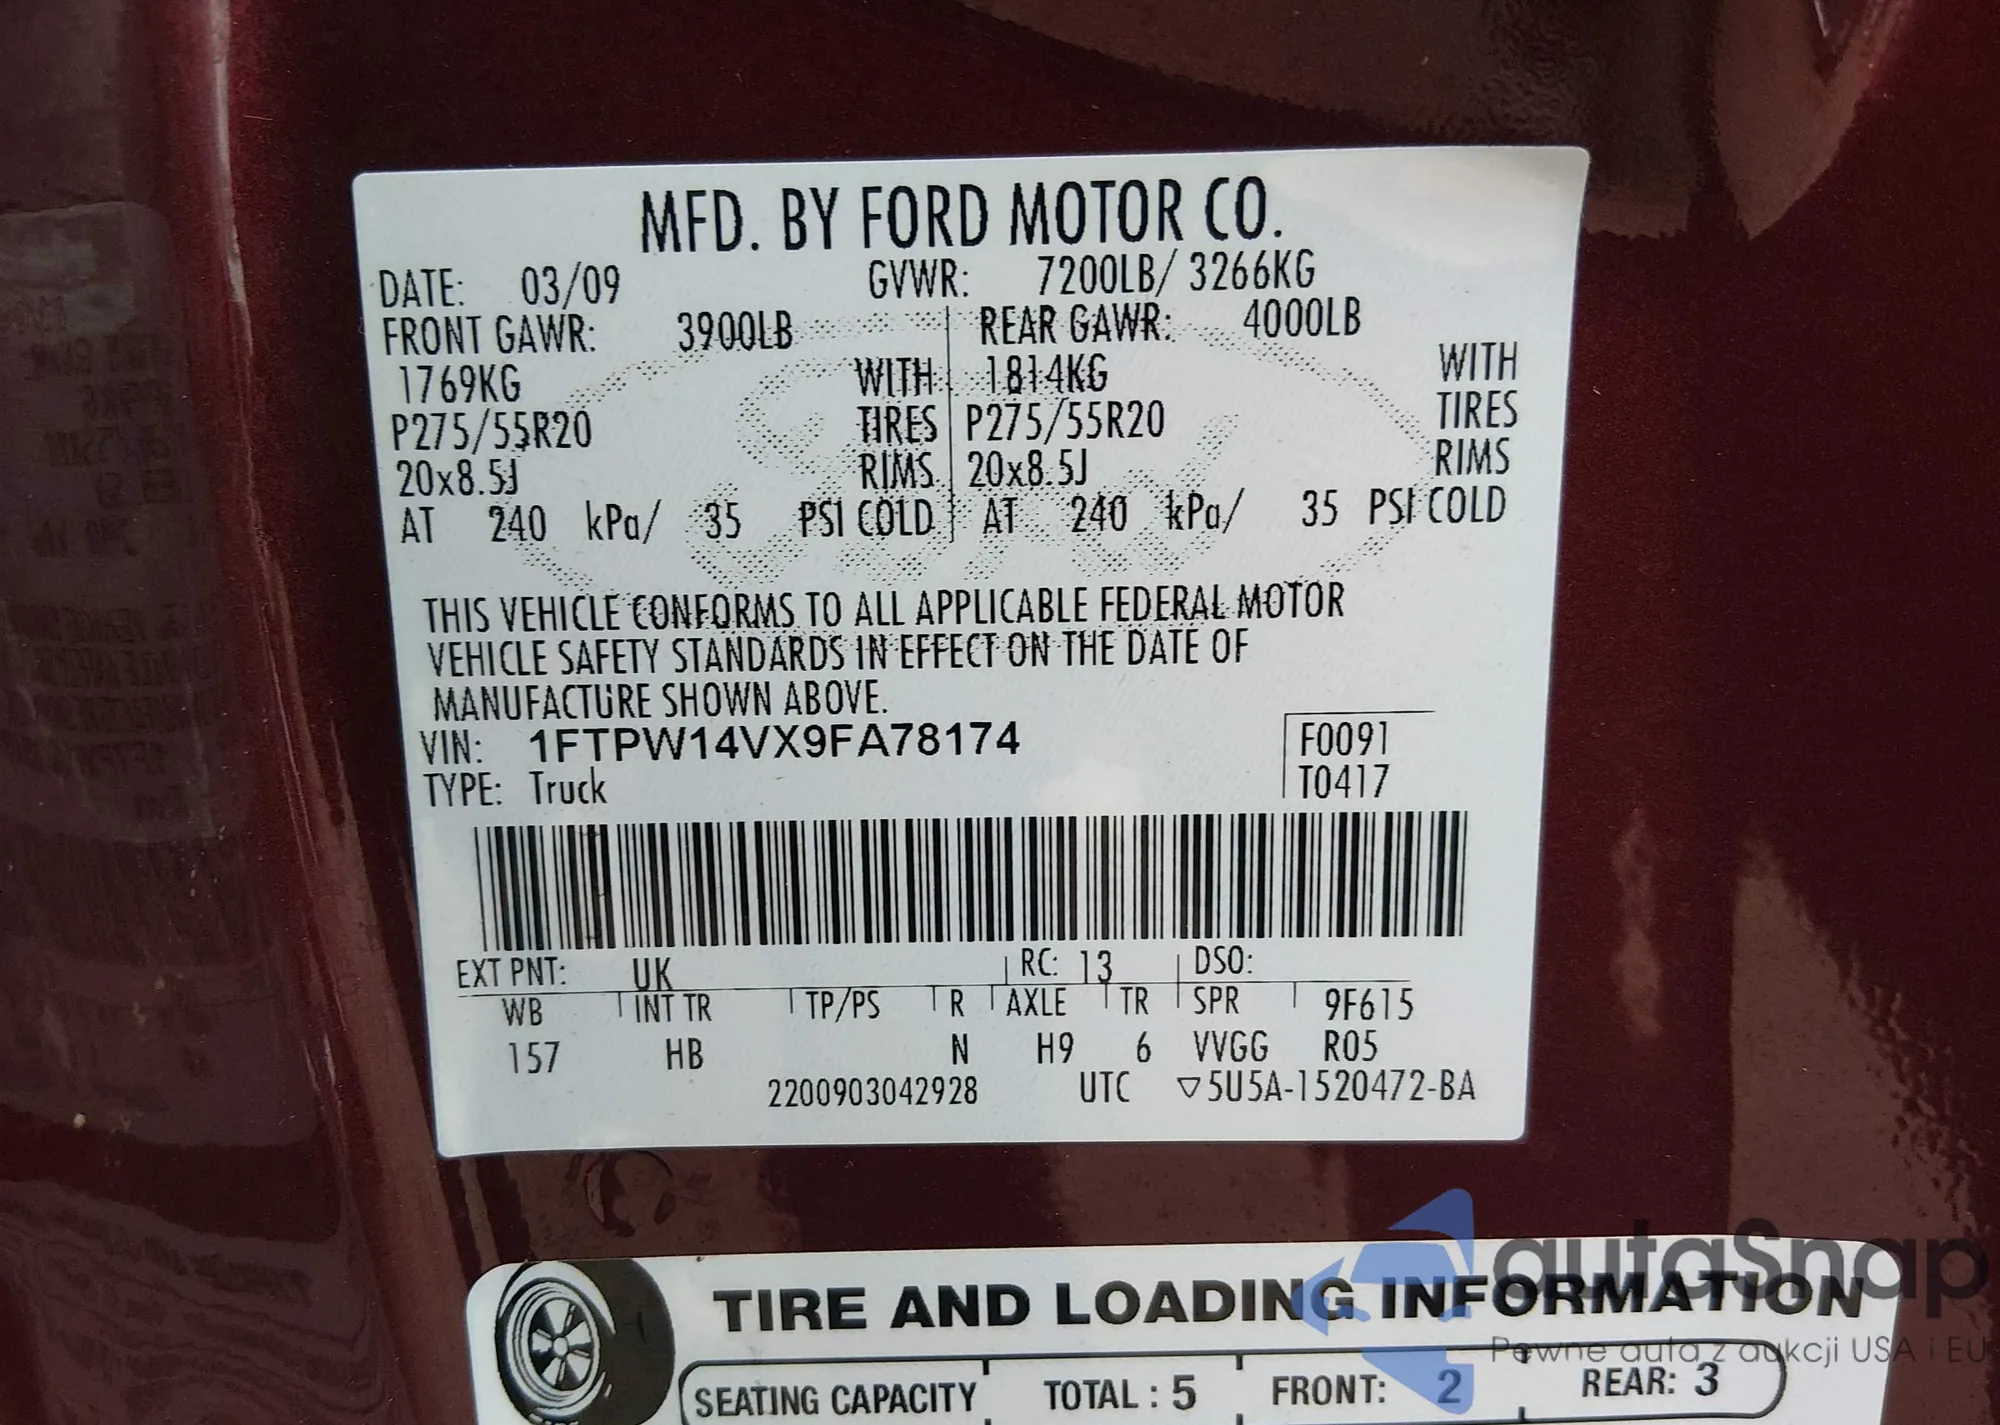 MFD. BY FORD MOTOR CO.
DATE: 03/09 GVWR: 7200LB/ 3266KG
FRONT GAWR: 3900LB REAR GAWR: 4000LB
1769KG WITH 1814KG WITH
P275/55R20 TIRES P275/55R20 TIRES
20x8.5J RIMS 20x8.5J RIMS
AT 240 kPa/ 35 PSI COLD AT 240 kPa/ 35 PSI COLD
THIS VEHICLE CONFORMS TO ALL APPLICABLE FEDERAL MOTOR
VEHICLE SAFETY STANDARDS IN EFFECT ON THE DATE OF
MANUFACTURE SHOWN ABOVE.
VIN: 1FTPW14VX9FA78174 F0091
TYPE: Truck T0417
EXT PNT: UK RC: 13 DSO:
WB INT TR TP/PS R AXLE TR SPR 9F615
157 HB N H9 6 VVGG R05
2200903042928 UTC ▽5U5A-1520472-BA
autaSnap
TIRE AND LOADING INFORMATION
Pewne auta z aukcji USA i EU
SEATING CAPACITY TOTAL : 5 FRONT: 2 REAR: 3